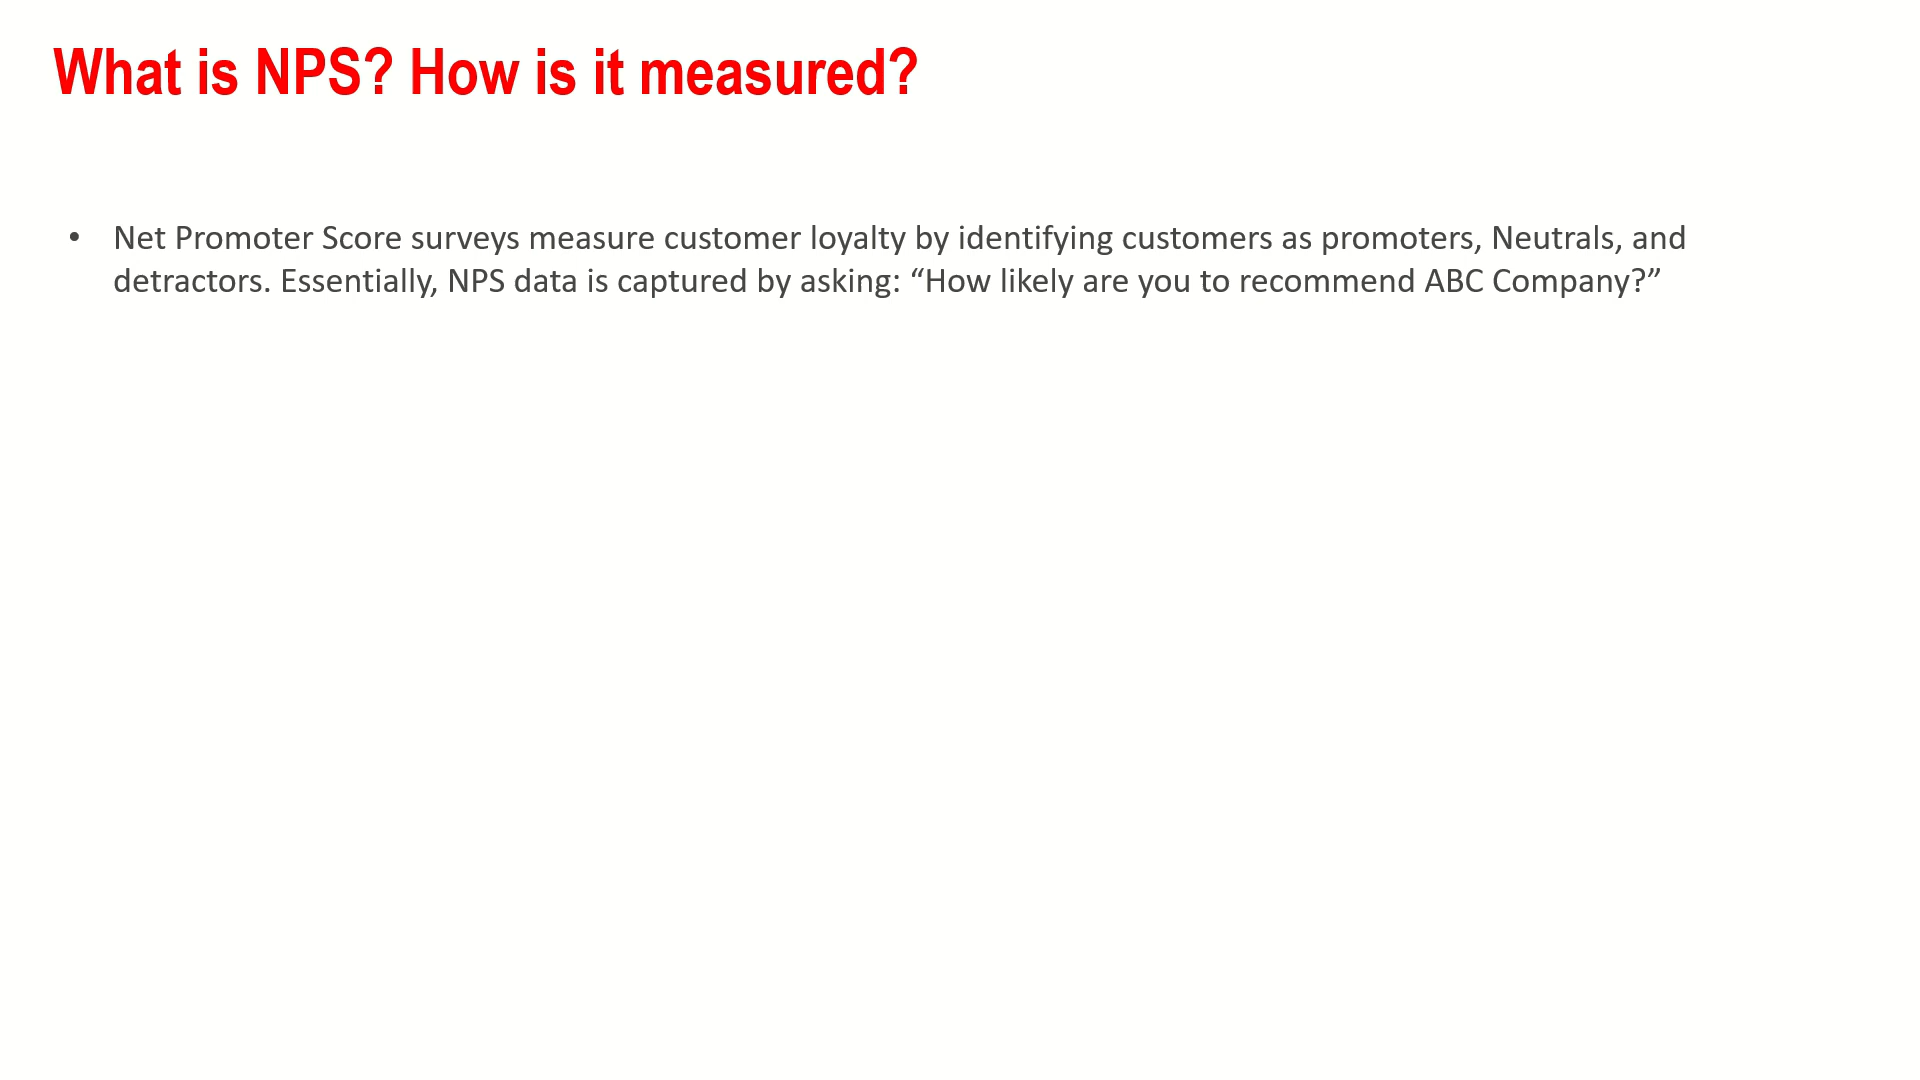 What is NPS? How is it measured?
• Net Promoter Score surveys measure customer loyalty by identifying customers as promoters, Neutrals, and
detractors. Essentially, NPS data is captured by asking: “How likely are you to recommend ABC Company?”